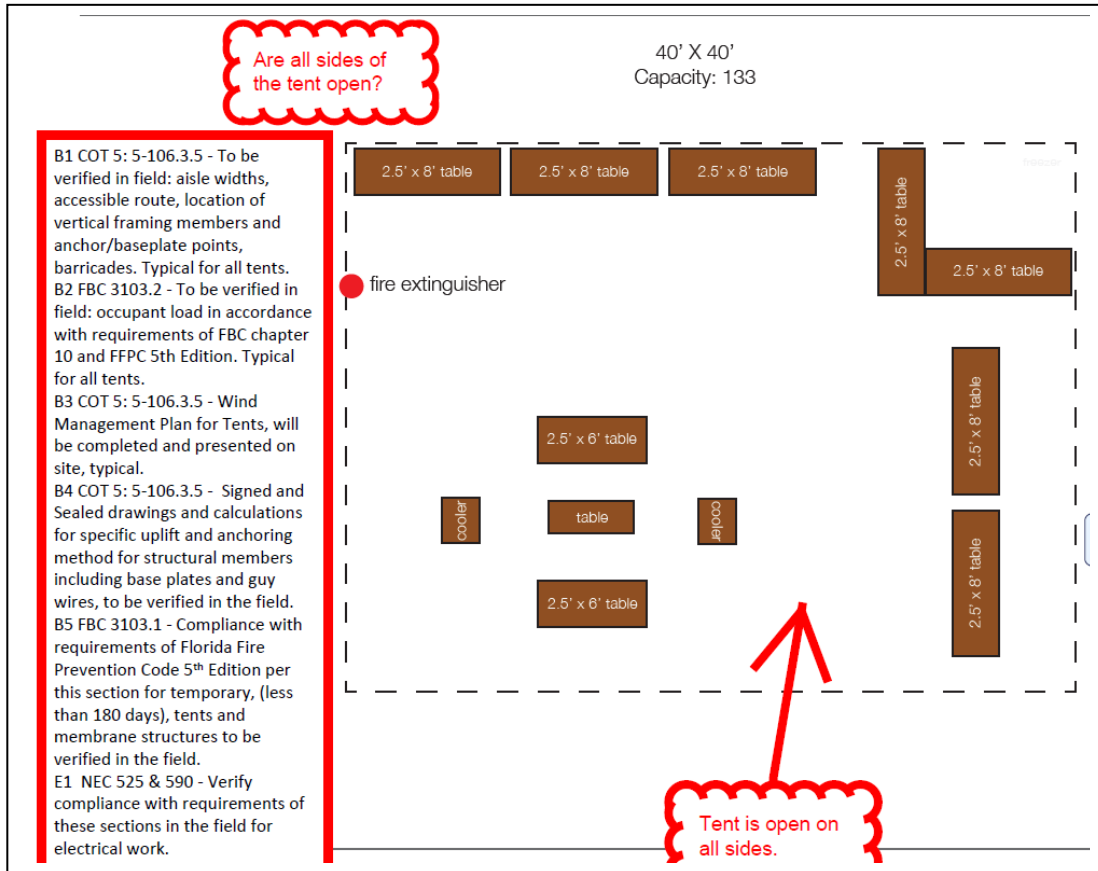 Are all sides of
the tent open?
40' X 40'
Capacity: 133
B1 COT 5: 5-106.3.5 - To be
verified in field: aisle widths,
accessible route, location of
vertical framing members and
anchor/baseplate points,
barricades. Typical for all tents.
B2 FBC 3103.2 - To be verified in
field: occupant load in accordance
with requirements of FBC chapter
10 and FFPC 5th Edition. Typical
for all tents.
B3 COT 5: 5-106.3.5 - Wind
Management Plan for Tents, will
be completed and presented on
site, typical.
B4 COT 5: 5-106.3.5 - Signed and
Sealed drawings and calculations
for specific uplift and anchoring
method for structural members
including base plates and guy
wires, to be verified in the field.
B5 FBC 3103.1 - Compliance with
requirements of Florida Fire
Prevention Code 5th Edition per
this section for temporary, (less
than 180 days), tents and
membrane structures to be
verified in the field.
E1 NEC 525 & 590 - Verify
compliance with requirements of
these sections in the field for
electrical work.
2.5' x 8' table
2.5' x 8' table
2.5' x 8' table
2.5' x 8' table
2.5' x 8' table
fire extinguisher
2.5' x 8' table
2.5' x 6' table
cooler
table
cooler
2.5' x 6' table
2.5' x 8' table
Tent is open on
all sides.